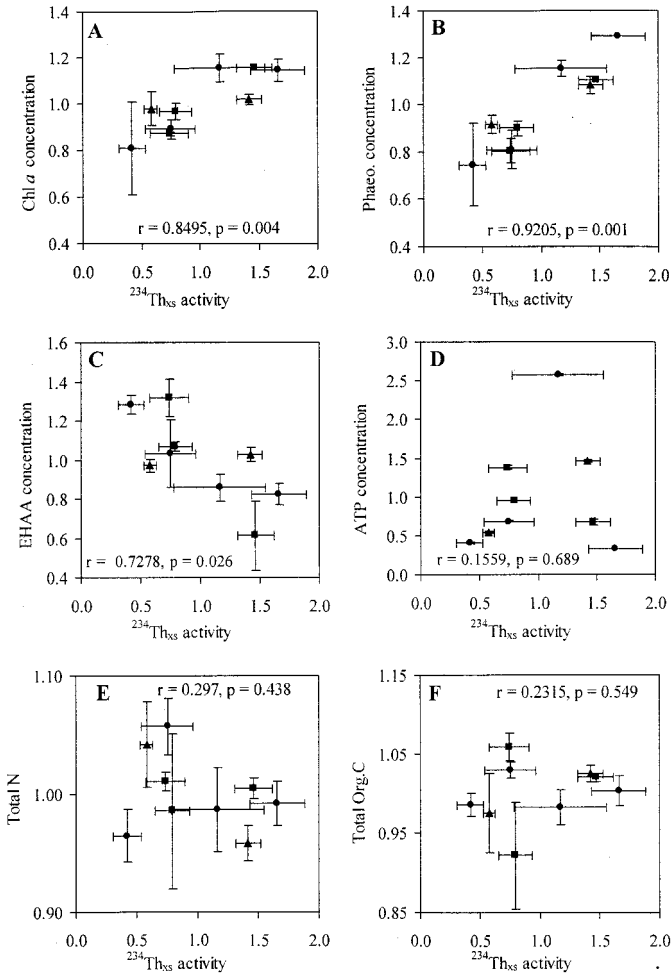 A
B
1.4
1.2
1.0
0.8
0.6
0.4
Chl a concentration
r = 0.8495, p = 0.004
0.0 0.5 1.0 1.5 2.0
234Thxs activity
1.4
1.2
1.0
0.8
0.6
0.4
Phaeo. concentration
r = 0.9205, p = 0.001
0.0 0.5 1.0 1.5 2.0
234Thxs activity
C
1.6
1.4
1.2
1.0
0.8
0.6
0.4
EHAA concentration
r = 0.7278, p = 0.026
0.0 0.5 1.0 1.5 2.0
234Thxs activity
D
3.0
2.5
2.0
1.5
1.0
0.5
0.0
ATP concentration
r = 0.1559, p = 0.689
0.0 0.5 1.0 1.5 2.0
234Thxs activity
E
r = 0.297, p = 0.438
1.10
1.00
0.90
Total N
0.0 0.5 1.0 1.5 2.0
234Thxs activity
F
r = 0.2315, p = 0.549
1.15
1.05
0.95
0.85
Total Org.C
0.0 0.5 1.0 1.5 2.0
234Thxs activity